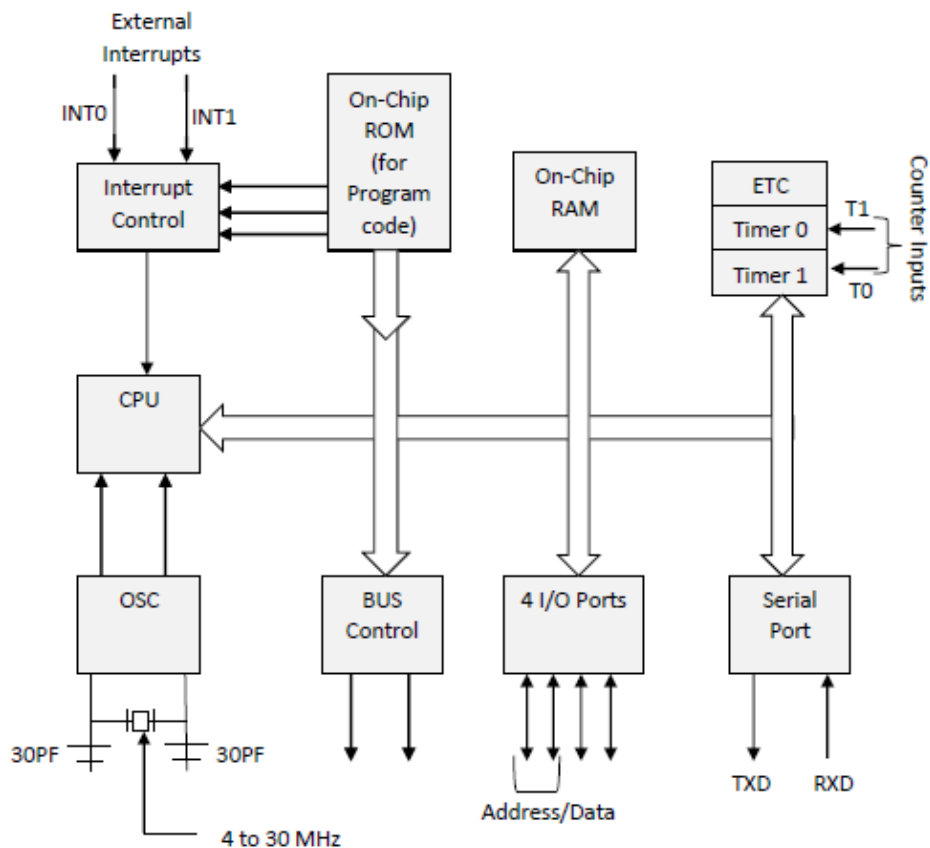 External
Interrupts
INT0
INT1
On-Chip
ROM
(for
Program
code)
Interrupt
Control
On-Chip
RAM
ETC
Timer 0
Timer 1
T1
T0
Counter Inputs
CPU
OSC
BUS
Control
4 I/O Ports
Serial
Port
30PF
30PF
4 to 30 MHz
Address/Data
TXD
RXD